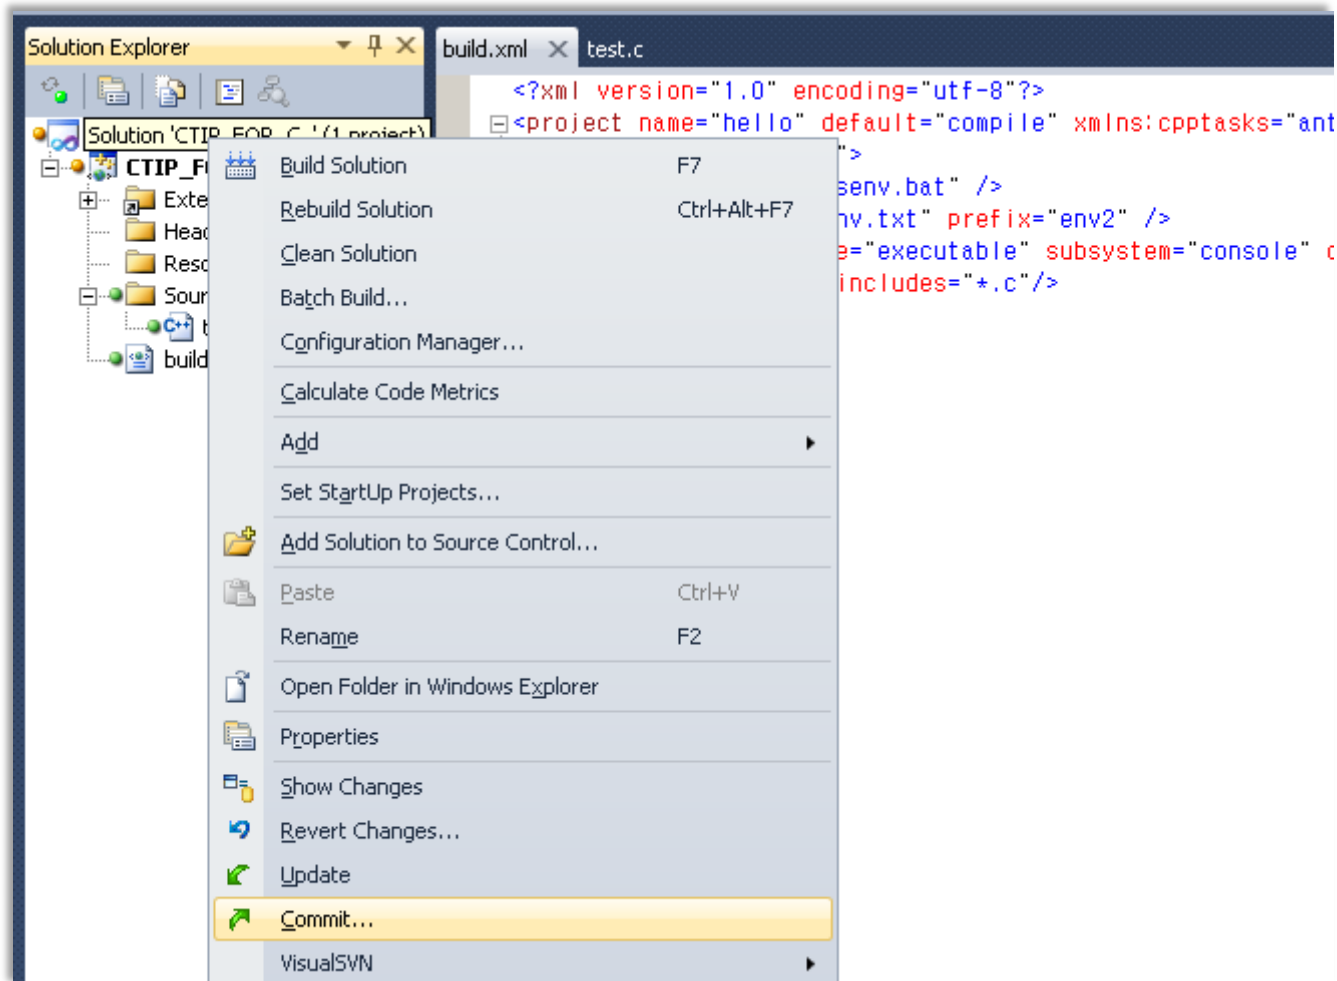 Solution Explorer
build.xml
test.c
<?xml version="1.0" encoding="utf-8"?>
Solution 'CTIP_FOR_C_' (1 project)
<project name="hello" default="compile" xmlns:cpptasks="ant
">
CTIP_F
Exte
senv.bat" />
nv.txt" prefix="env2" />
Head
e="executable" subsystem="console"
Reso
includes="*.c"/>
Sour
t
build
Build Solution F7
Rebuild Solution Ctrl+Alt+F7
Clean Solution
Batch Build...
Configuration Manager...
Calculate Code Metrics
Add
Set StartUp Projects...
Add Solution to Source Control...
Paste Ctrl+V
Rename F2
Open Folder in Windows Explorer
Properties
Show Changes
Revert Changes...
Update
Commit...
VisualSVN